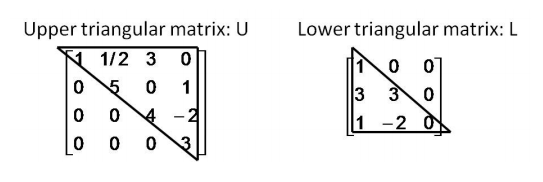 Upper triangular matrix: U
Lower triangular matrix: L
1 1/2 3 0
0 5 0 1
0 0 4 -2
0 0 0 3
1 0 0
3 3 0
1 -2 0